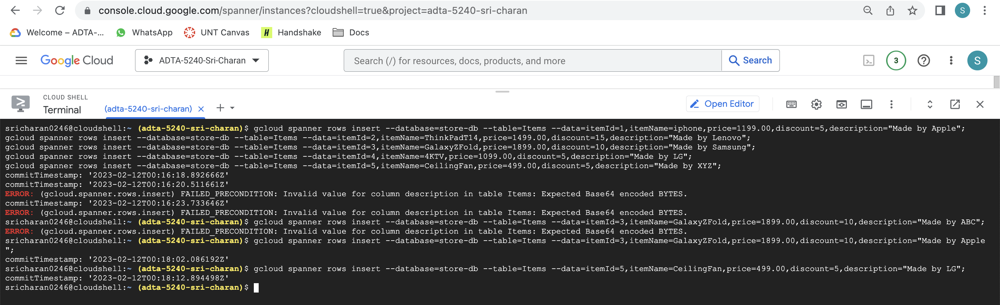 console.cloud.google.com/spanner/instances?cloudshell=true&project=adta-5240-sri-charan
S
Welcome – ADTA-...
WhatsApp
UNT Canvas
H Handshake
Docs
Google Cloud
ADTA-5240-Sri-Charan
Search (/) for resources, docs, products, and more
Search
3
S
CLOUD SHELL
Terminal
(adta-5240-sri-charan)
Open Editor
sricharan0246@cloudshell:~ (adta-5240-sri-charan)$ gcloud spanner rows insert --database=store-db --table=Items --data=itemId=1,itemName=iphone,price=1199.00,discount=5,description="Made by Apple";
gcloud spanner rows insert --database=store-db --table=Items --data=itemId=2,itemName=ThinkPadT14,price=1499.00,discount=15,description="Made by Lenovo";
gcloud spanner rows insert --database=store-db --table=Items --data=itemId=3,itemName=GalaxyZFold,price=1899.00,discount=10,description="Made by Samsung";
gcloud spanner rows insert --database=store-db --table=Items --data=itemId=4,itemName=4KTV,price=1099.00,discount=5,description="Made by LG";
gcloud spanner rows insert --database=store-db --table=Items --data=itemId=5,itemName=CeilingFan,price=499.00,discount=5,description="Made by XYZ";
commitTimestamp: '2023-02-12T00:16:18.892666Z'
commitTimestamp: '2023-02-12T00:16:20.511661Z'
ERROR: (gcloud.spanner.rows.insert) FAILED_PRECONDITION: Invalid value for column description in table Items: Expected Base64 encoded BYTES.
commitTimestamp: '2023-02-12T00:16:23.733646Z'
ERROR: (gcloud.spanner.rows.insert) FAILED_PRECONDITION: Invalid value for column description in table Items: Expected Base64 encoded BYTES.
sricharan0246@cloudshell:~ (adta-5240-sri-charan)$ gcloud spanner rows insert --database=store-db --table=Items --data=itemId=3,itemName=GalaxyZFold,price=1899.00,discount=10,description="Made by ABC";
ERROR: (gcloud.spanner.rows.insert) FAILED_PRECONDITION: Invalid value for column description in table Items: Expected Base64 encoded BYTES.
sricharan0246@cloudshell:~ (adta-5240-sri-charan)$ gcloud spanner rows insert --database=store-db --table=Items --data=itemId=3,itemName=GalaxyZFold,price=1899.00,discount=10,description="Made by Apple
";
commitTimestamp: '2023-02-12T00:18:02.086192Z'
sricharan0246@cloudshell:~ (adta-5240-sri-charan)$ gcloud spanner rows insert --database=store-db --table=Items --data=itemId=5,itemName=CeilingFan,price=499.00,discount=5,description="Made by LG";
commitTimestamp: '2023-02-12T00:18:12.894498Z'
sricharan0246@cloudshell:~ (adta-5240-sri-charan)$